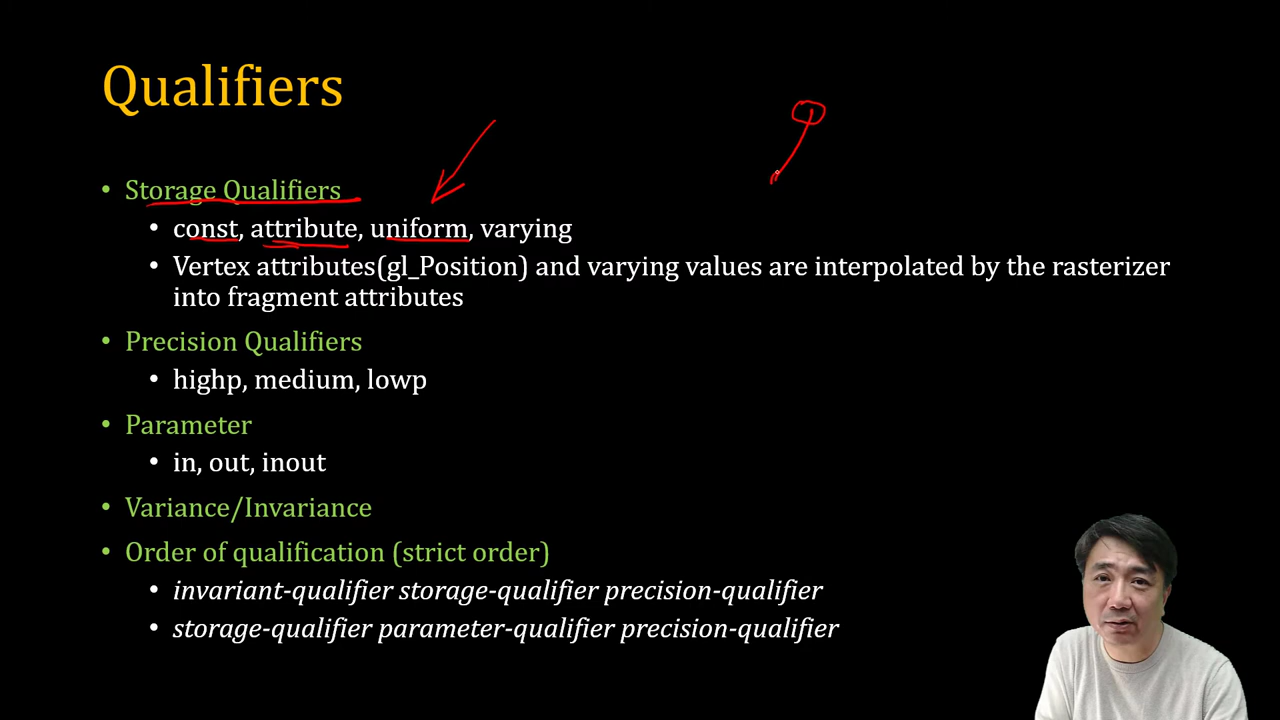 Qualifiers
• Storage Qualifiers
• const, attribute, uniform, varying
• Vertex attributes(gl_Position) and varying values are interpolated by the rasterizer
into fragment attributes
• Precision Qualifiers
• highp, medium, lowp
• Parameter
• in, out, inout
• Variance/Invariance
• Order of qualification (strict order)
• invariant-qualifier storage-qualifier precision-qualifier
• storage-qualifier parameter-qualifier precision-qualifier